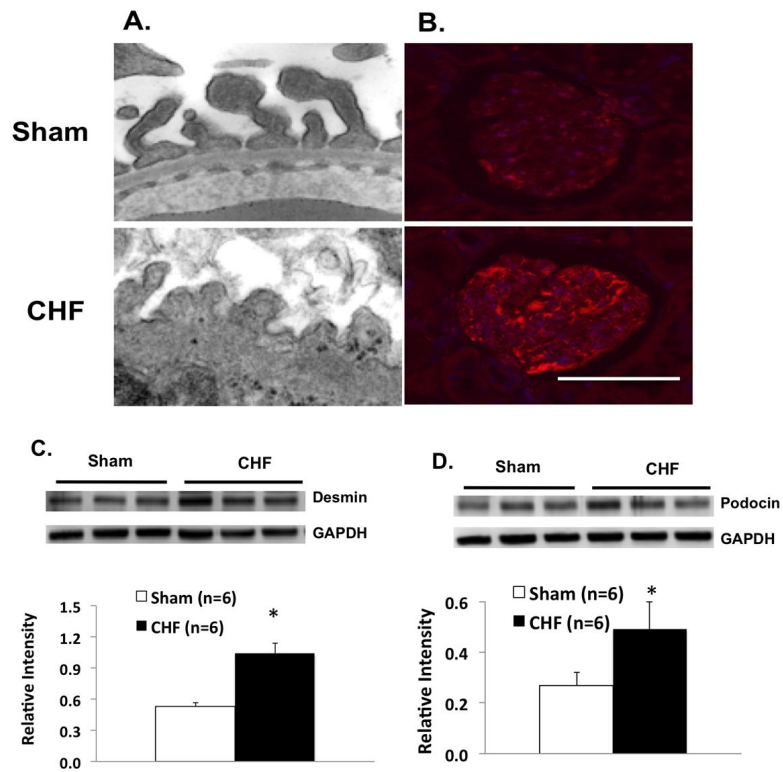 A.
B.
Sham
CHF
C.
Sham
CHF
Desmin
GAPDH
Sham (n=6)
CHF (n=6)
*
Relative Intensity
1.5
1.2
0.9
0.6
0.3
0.0
D.
Sham
CHF
Podocin
GAPDH
Sham (n=6)
CHF (n=6)
*
Relative Intensity
0.6
0.4
0.2
0.0